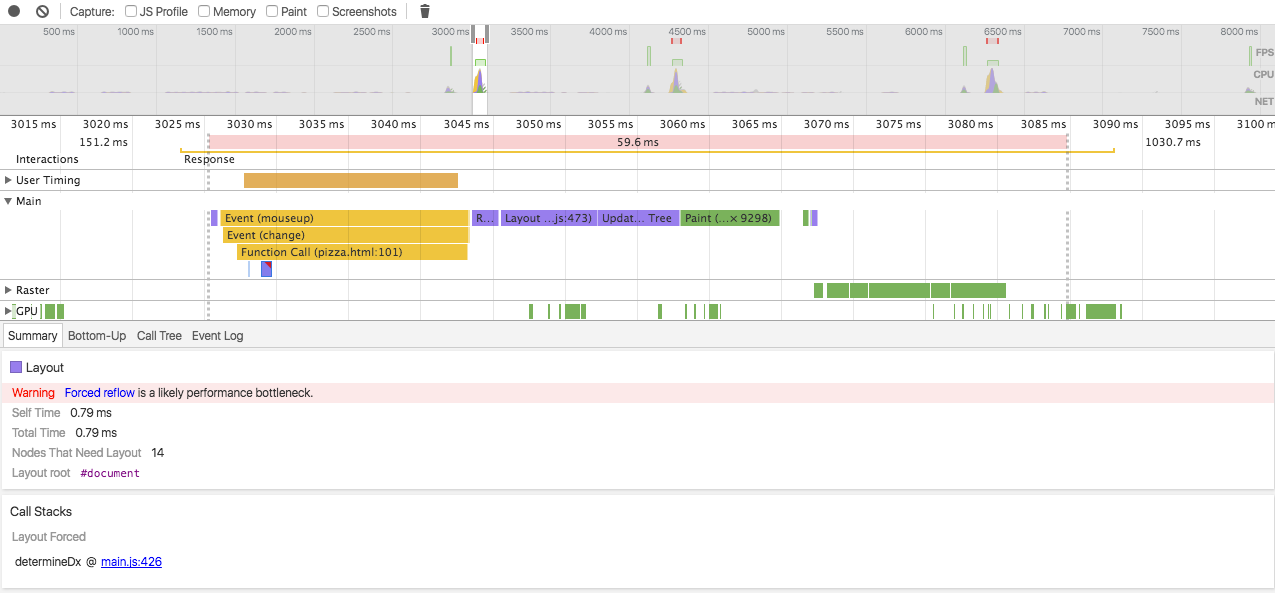 Capture: JS Profile Memory Paint Screenshots
500 ms 1000 ms 1500 ms 2000 ms 2500 ms 3000 ms 3500 ms 4000 ms 4500 ms 5000 ms 5500 ms 6000 ms 6500 ms 7000 ms 7500 ms 8000 ms
FPS
CPU
NET
3015 ms 3020 ms 3025 ms 3030 ms 3035 ms 3040 ms 3045 ms 3050 ms 3055 ms 3060 ms 3065 ms 3070 ms 3075 ms 3080 ms 3085 ms 3090 ms 3095 ms 3100 m
151.2 ms 59.6 ms 1030.7 ms
Interactions Response
User Timing
Main
Event (mouseup) R... Layout ...js:473) Updat... Tree Paint (...× 9298)
Event (change)
Function Call (pizza.html:101)
Raster
GPU
Summary Bottom-Up Call Tree Event Log
Layout
Warning Forced reflow is a likely performance bottleneck.
Self Time 0.79 ms
Total Time 0.79 ms
Nodes That Need Layout 14
Layout root #document
Call Stacks
Layout Forced
determineDx @ main.js:426